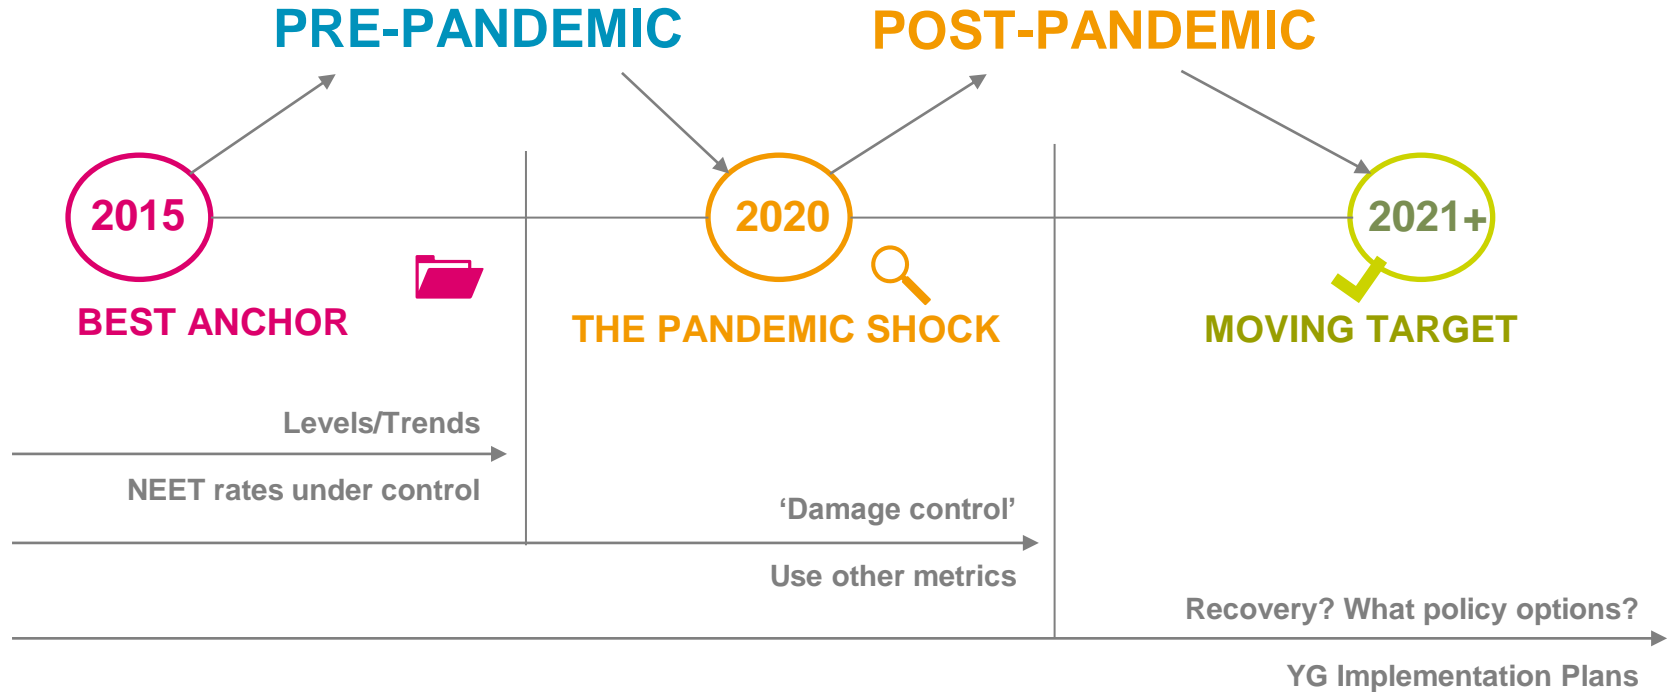 PRE-PANDEMIC
POST-PANDEMIC
2015
2020
2021+
BEST ANCHOR
THE PANDEMIC SHOCK
MOVING TARGET
Levels/Trends
NEET rates under control
‘Damage control’
Use other metrics
Recovery? What policy options?
YG Implementation Plans